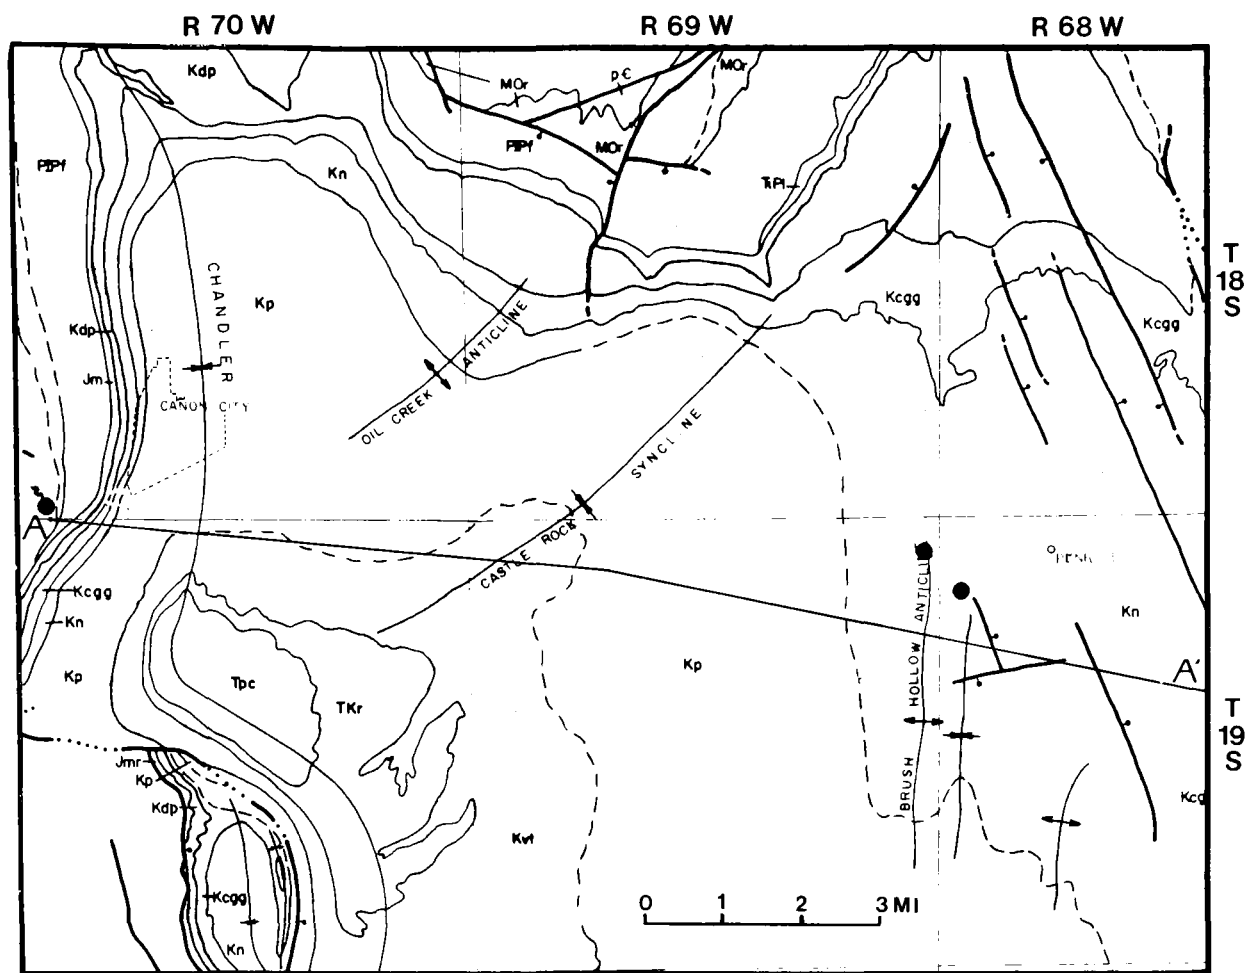 R 70 W R 69 W R 68 W
Kdp MOr p-Є MOr
PIPf PIPf MOr
Kn TrPl
T
18
S
CHANDLER
Kp Kcgg Kcgg
Kdp
OIL CREEK ANTICLINE
Jm
CANON CITY
CASTLE ROCK SYNCLINE
A
Kcgg
Kn Kn
Kp
Kp A'
Tpc TKr
BRUSH HOLLOW ANTICLI
T
19
S
Jmr
Kp
Kdp Kcg
Kvt
Kcgg
Kn
0 1 2 3 MI